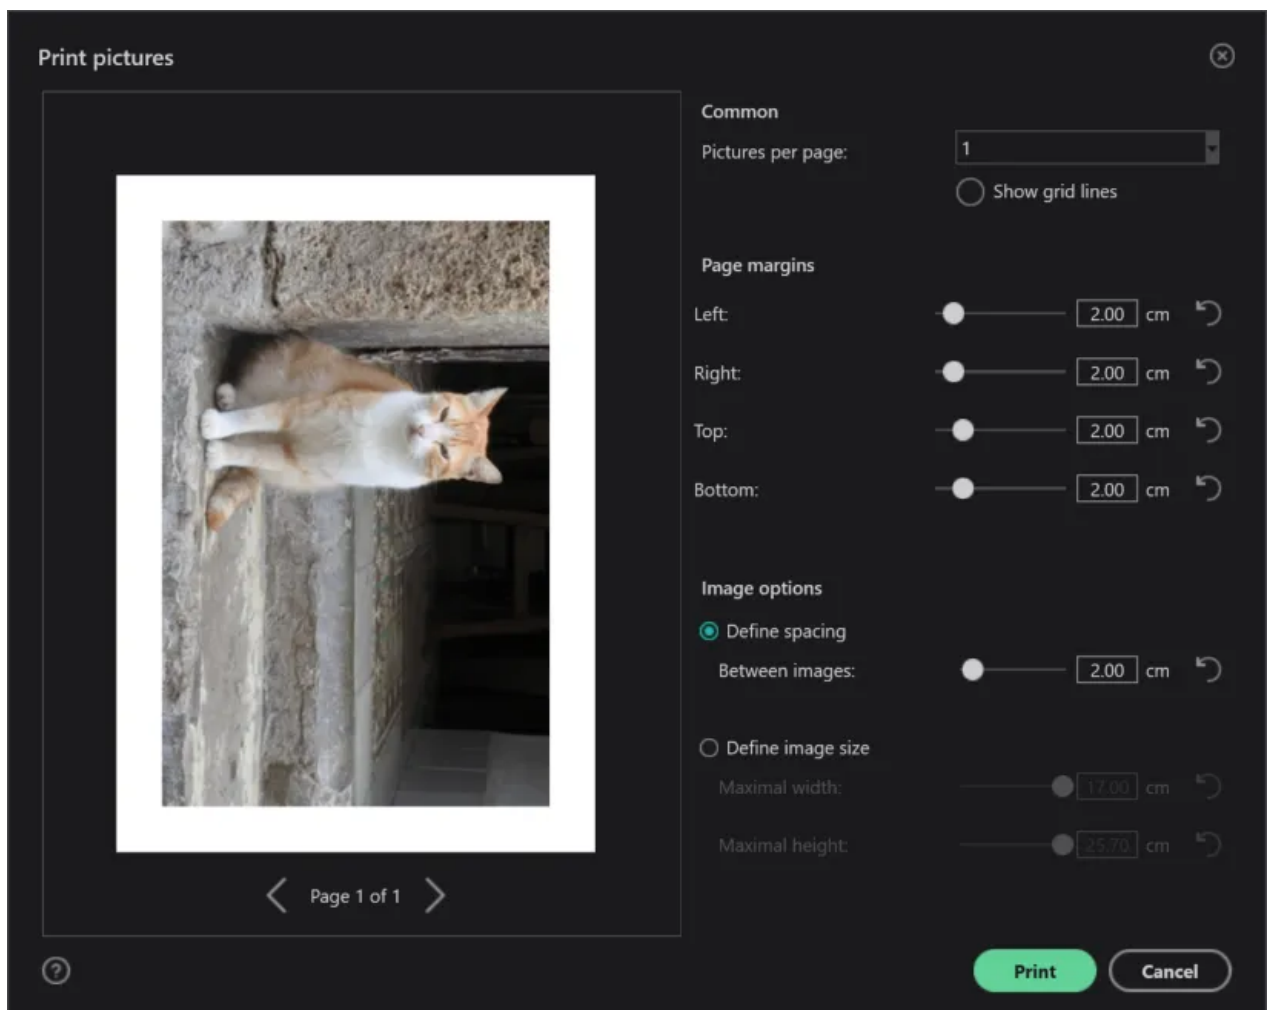 Print pictures
Common
Pictures per page: 1
Show grid lines
Page margins
Left: 2.00 cm
Right: 2.00 cm
Top: 2.00 cm
Bottom: 2.00 cm
Image options
Define spacing
Between images: 2.00 cm
Define image size
Maximal width: 17.00 cm
Maximal height: 25.70 cm
Page 1 of 1
?
Print Cancel